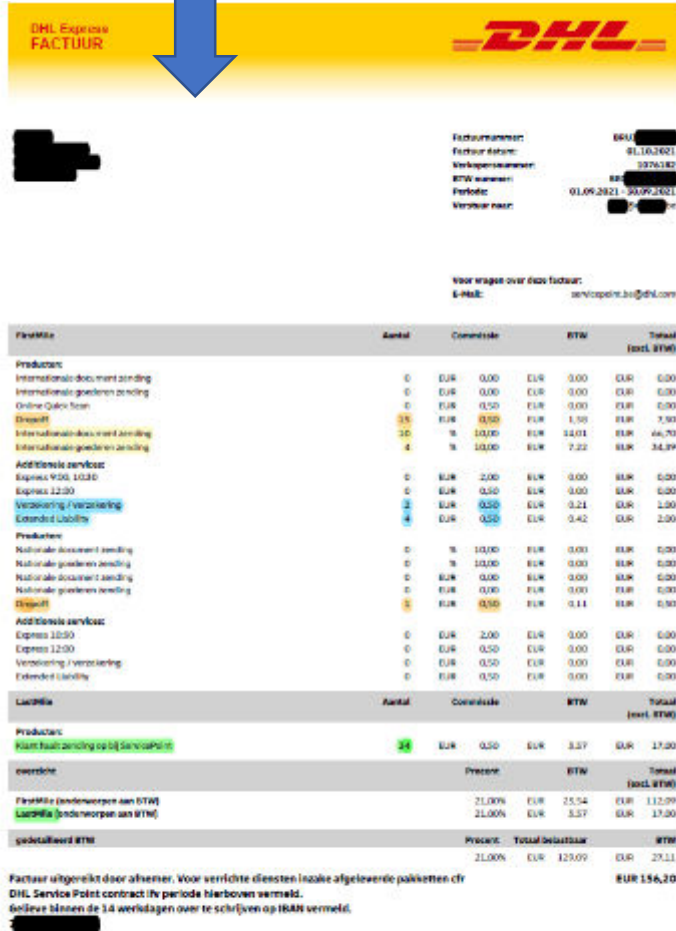 DHL Express
FACTUUR
DHL
Factuurnummer: BRU
Factuur datum: 01.10.2021
Verkopersnummer: 1076182
BTW nummer:
Periode: 01.09.2021 - 30.09.2021
Verstuur naar:
Voor vragen over deze factuur:
E-Mail: servicepoint.be@dhl.com
FirstMile Aantal Commissie BTW Totaal
(excl. BTW)
Producten:
Internationale document zending 0 EUR 0,00 EUR 0,00 EUR 0,00
Internationale goederen zending 0 EUR 0,00 EUR 0,00 EUR 0,00
Online Quick Scan 0 EUR 0,50 EUR 0,00 EUR 0,00
Dropoff 15 EUR 0,50 EUR 1,58 EUR 7,50
Internationale document zending 10 % 10,00 EUR 14,01 EUR 66,70
Internationale goederen zending 4 % 10,00 EUR 7,22 EUR 34,39
Additionele services:
Express 9:00, 10:30 0 EUR 2,00 EUR 0,00 EUR 0,00
Express 12:00 0 EUR 0,50 EUR 0,00 EUR 0,00
Verzekering / verzekering 2 EUR 0,50 EUR 0,21 EUR 1,00
Extended Liability 4 EUR 0,50 EUR 0,42 EUR 2,00
Producten:
Nationale document zending 0 % 10,00 EUR 0,00 EUR 0,00
Nationale goederen zending 0 % 10,00 EUR 0,00 EUR 0,00
Nationale document zending 0 EUR 0,00 EUR 0,00 EUR 0,00
Nationale goederen zending 0 EUR 0,00 EUR 0,00 EUR 0,00
Dropoff 1 EUR 0,50 EUR 0,11 EUR 0,50
Additionele services:
Express 10:30 0 EUR 2,00 EUR 0,00 EUR 0,00
Express 12:00 0 EUR 0,50 EUR 0,00 EUR 0,00
Verzekering / verzekering 0 EUR 0,50 EUR 0,00 EUR 0,00
Extended Liability 0 EUR 0,50 EUR 0,00 EUR 0,00
LastMile Aantal Commissie BTW Totaal
(excl. BTW)
Producten:
Klant haalt zending op bij ServicePoint 34 EUR 0,50 EUR 3,57 EUR 17,00
overzicht Procent BTW Totaal
(excl. BTW)
FirstMile (onderworpen aan BTW) 21,00% EUR 23,54 EUR 112,09
LastMile (onderworpen aan BTW) 21,00% EUR 3,57 EUR 17,00
gedetailleerd BTW Procent Totaal belastbaar BTW
21,00% EUR 129,09 EUR 27,11
Factuur uitgereikt door afnemer. Voor verrichte diensten inzake afgeleverde pakketten cfr EUR 156,20
DHL Service Point contract ifv periode hierboven vermeld.
Gelieve binnen de 14 werkdagen over te schrijven op IBAN vermeld.